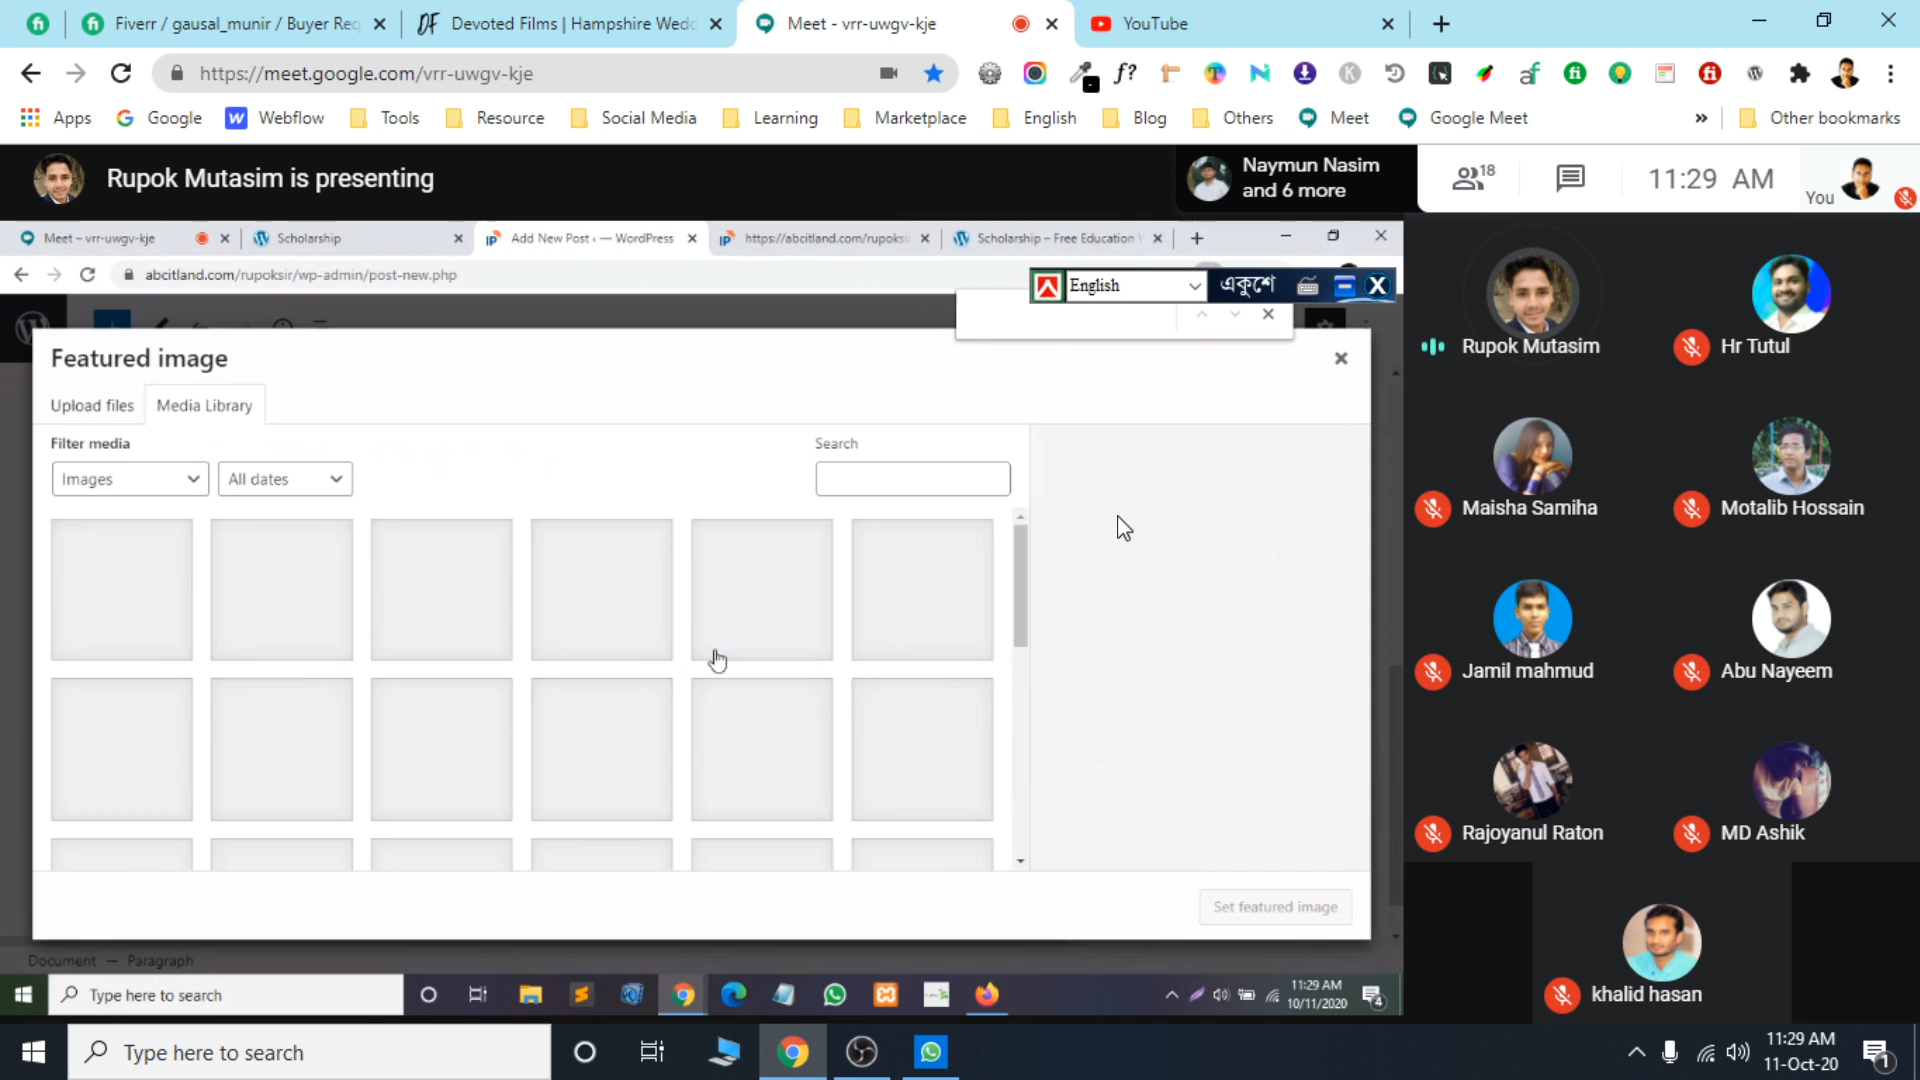 Fiverr / gausal_munir / Buyer Req
Devoted Films | Hampshire Wedd
Meet - vrr-uwgv-kje
YouTube
https://meet.google.com/vrr-uwgv-kje
Apps
Google
Webflow
Tools
Resource
Social Media
Learning
Marketplace
English
Blog
Others
Meet
Google Meet
Other bookmarks
Rupok Mutasim is presenting
Naymun Nasim
and 6 more
18
11:29 AM
You
Meet – vrr-uwgv-kje
Scholarship
Add New Post ‹ — WordPress
https://abcitland.com/rupoksi
Scholarship – Free Education
abcitland.com/rupoksir/wp-admin/post-new.php
English
একুশে
Featured image
Upload files
Media Library
Filter media
Search
Images
All dates
Set featured image
Document → Paragraph
Type here to search
11:29 AM
10/11/2020
4
Rupok Mutasim
Hr Tutul
Maisha Samiha
Motalib Hossain
Jamil mahmud
Abu Nayeem
Rajoyanul Raton
MD Ashik
khalid hasan
Type here to search
11:29 AM
11-Oct-20
1